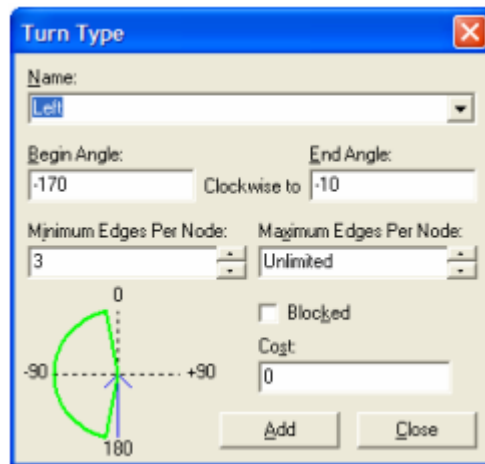 Turn Type
Name:
Left
Begin Angle: End Angle:
-170 Clockwise to -10
Minimum Edges Per Node: Maximum Edges Per Node:
3 Unlimited
0
Blocked
Cost:
-90 +90
0
Add Close
180